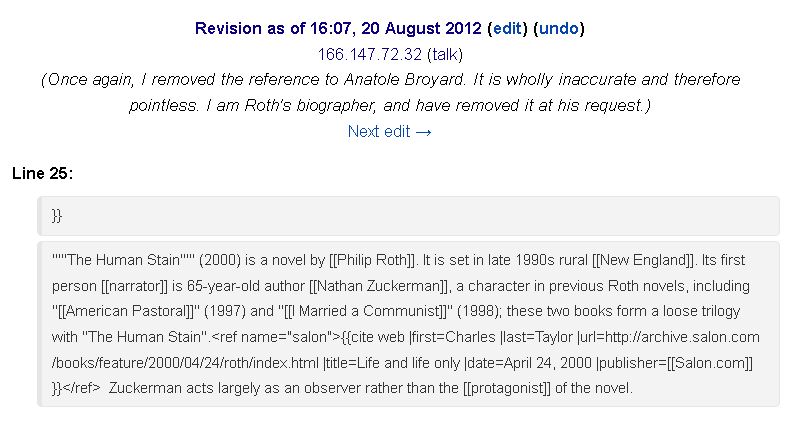 Revision as of 16:07, 20 August 2012 (edit) (undo)
166.147.72.32 (talk)
(Once again, I removed the reference to Anatole Broyard. It is wholly inaccurate and therefore
pointless. I am Roth's biographer, and have removed it at his request.)
Next edit →
Line 25:
}}
"""The Human Stain""" (2000) is a novel by [[Philip Roth]]. It is set in late 1990s rural [[New England]]. Its first
person [[narrator]] is 65-year-old author [[Nathan Zuckerman]], a character in previous Roth novels, including
"[[American Pastoral]]" (1997) and "[[I Married a Communist]]" (1998); these two books form a loose trilogy
with "The Human Stain".<ref name="salon">{{cite web |first=Charles |last=Taylor |url=http://archive.salon.com
/books/feature/2000/04/24/roth/index.html |title=Life and life only |date=April 24, 2000 |publisher=[[Salon.com]]
}}</ref>  Zuckerman acts largely as an observer rather than the [[protagonist]] of the novel.